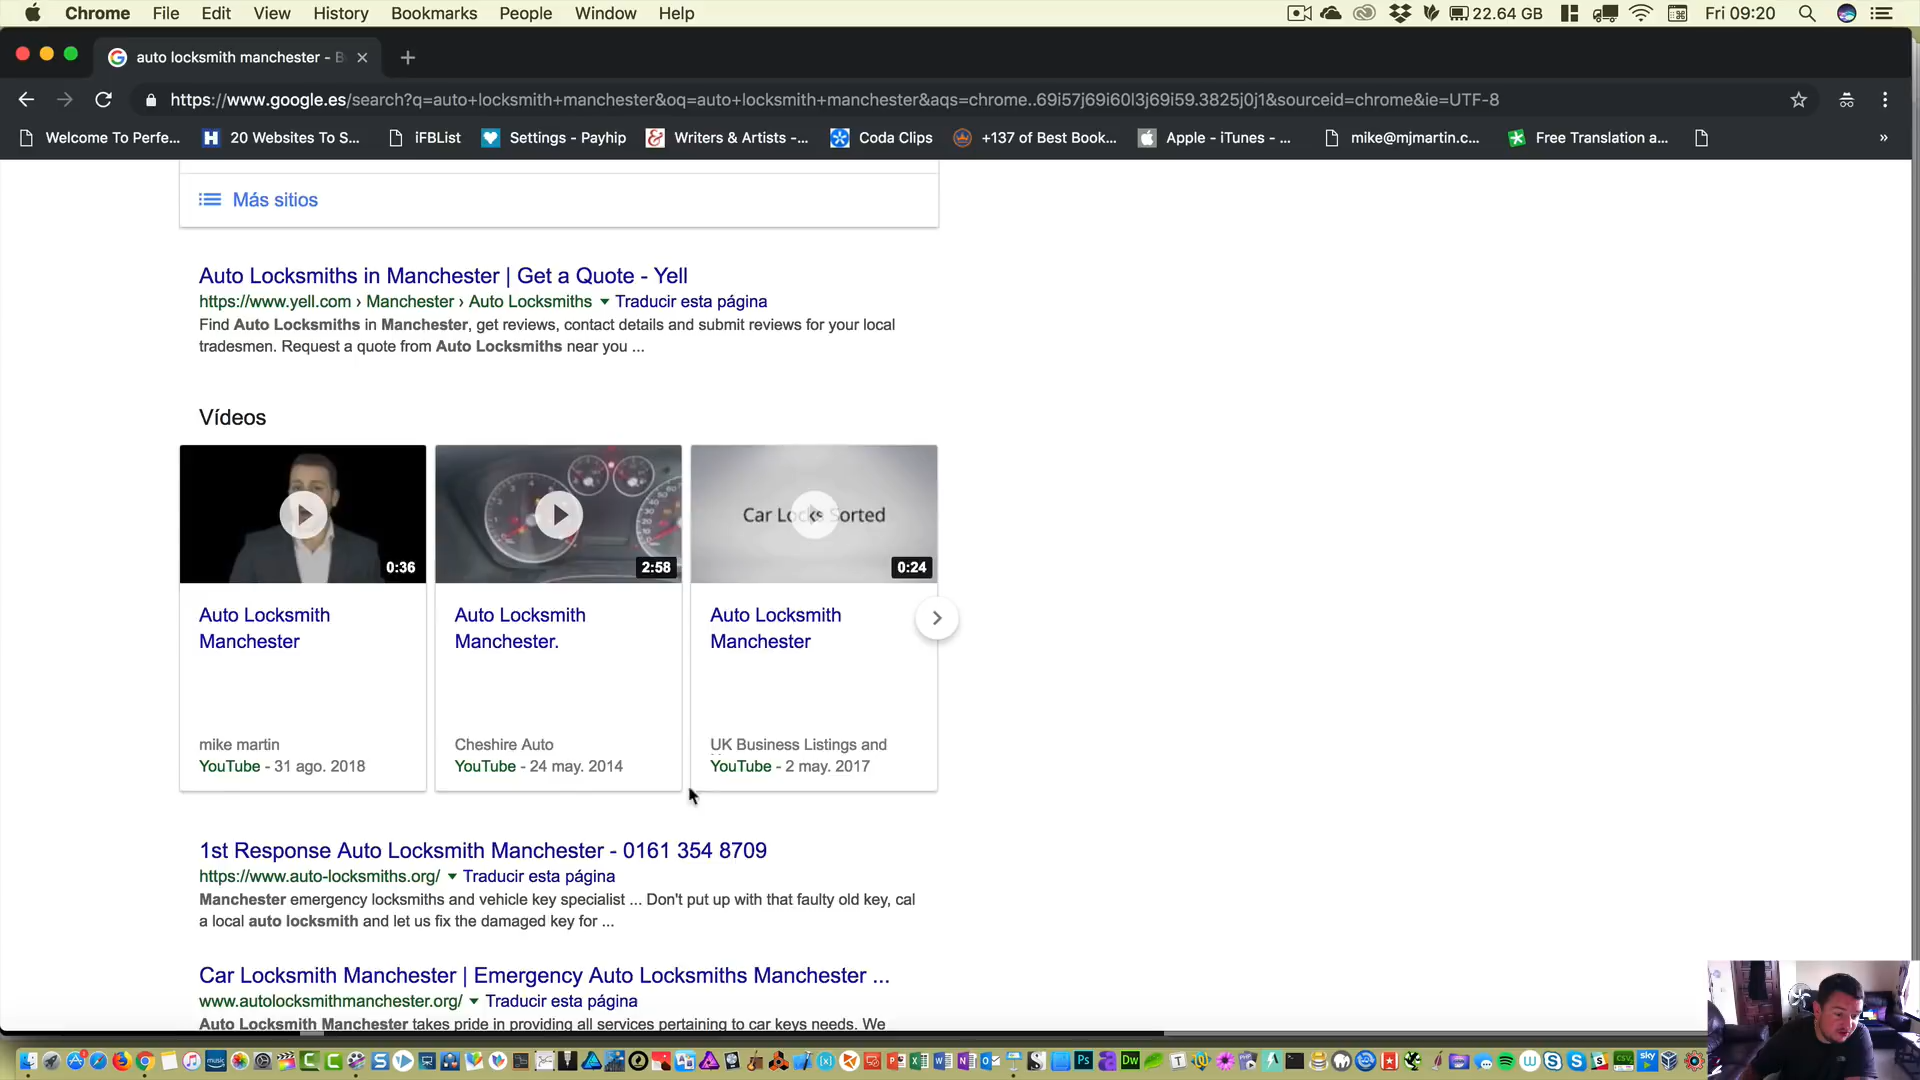 Chrome File Edit View History Bookmarks People Window Help 22.64 GB Fri 09:20
auto locksmith manchester - B
https://www.google.es/search?q=auto+locksmith+manchester&oq=auto+locksmith+manchester&aqs=chrome..69i57j69i60l3j69i59.3825j0j1&sourceid=chrome&ie=UTF-8
Welcome To Perfe... 20 Websites To S... iFBList Settings - Payhip Writers & Artists -... Coda Clips +137 of Best Book... Apple - iTunes - ... mike@mjmartin.c... Free Translation a... »
Más sitios
Auto Locksmiths in Manchester | Get a Quote - Yell
https://www.yell.com › Manchester › Auto Locksmiths Traducir esta página
Find Auto Locksmiths in Manchester, get reviews, contact details and submit reviews for your local
tradesmen. Request a quote from Auto Locksmiths near you ...
Vídeos
Car Locks Sorted
0:36 2:58 0:24
Auto Locksmith Auto Locksmith Auto Locksmith
Manchester Manchester. Manchester
mike martin Cheshire Auto UK Business Listings and
YouTube - 31 ago. 2018 YouTube - 24 may. 2014 YouTube - 2 may. 2017
1st Response Auto Locksmith Manchester - 0161 354 8709
https://www.auto-locksmiths.org/ Traducir esta página
Manchester emergency locksmiths and vehicle key specialist ... Don't put up with that faulty old key, cal
a local auto locksmith and let us fix the damaged key for ...
Car Locksmith Manchester | Emergency Auto Locksmiths Manchester ...
www.autolocksmithmanchester.org/ Traducir esta página
Auto Locksmith Manchester takes pride in providing all services pertaining to car keys needs. We